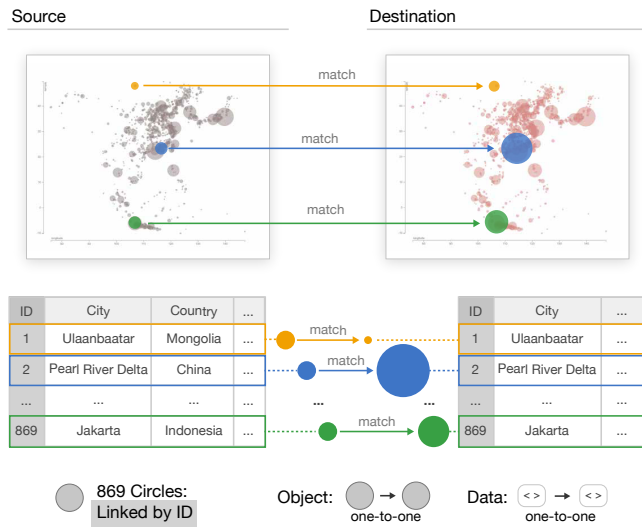 Source
Destination
match
match
match
ID City Country ...
1 Ulaanbaatar Mongolia ...
2 Pearl River Delta China ...
... ... ... ...
869 Jakarta Indonesia ...
match
match
... ...
match
ID City ...
1 Ulaanbaatar ...
2 Pearl River Delta ...
... ... ...
869 Jakarta ...
869 Circles:
Linked by ID
Object:
one-to-one
Data: < > < >
one-to-one